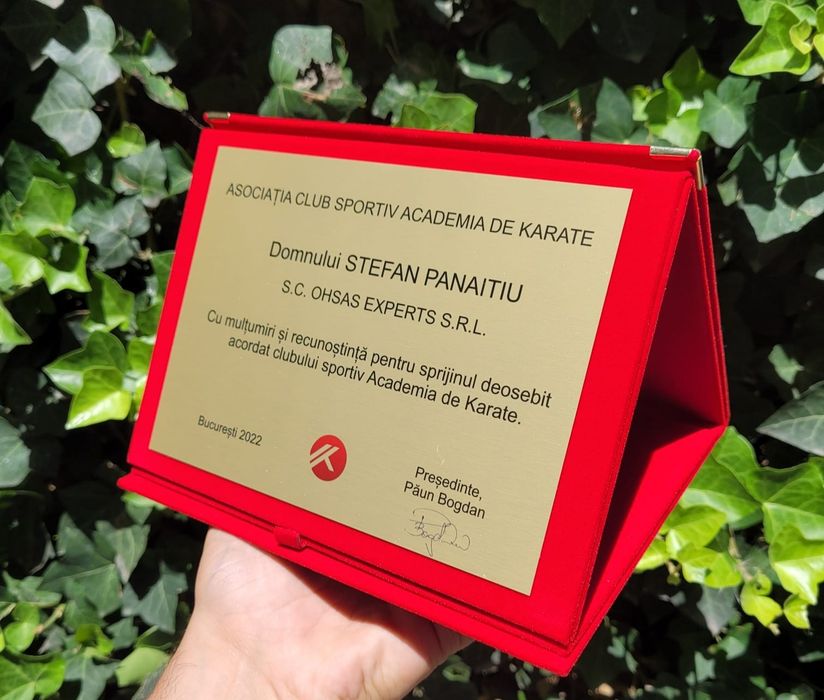 ASOCIAȚIA CLUB SPORTIV ACADEMIA DE KARATE
Domnului STEFAN PANAITIU
S.C. OHSAS EXPERTS S.R.L.
Cu mulțumiri și recunoștință pentru sprijinul deosebit
acordat clubului sportiv Academia de Karate.
București 2022
Președinte,
Păun Bogdan